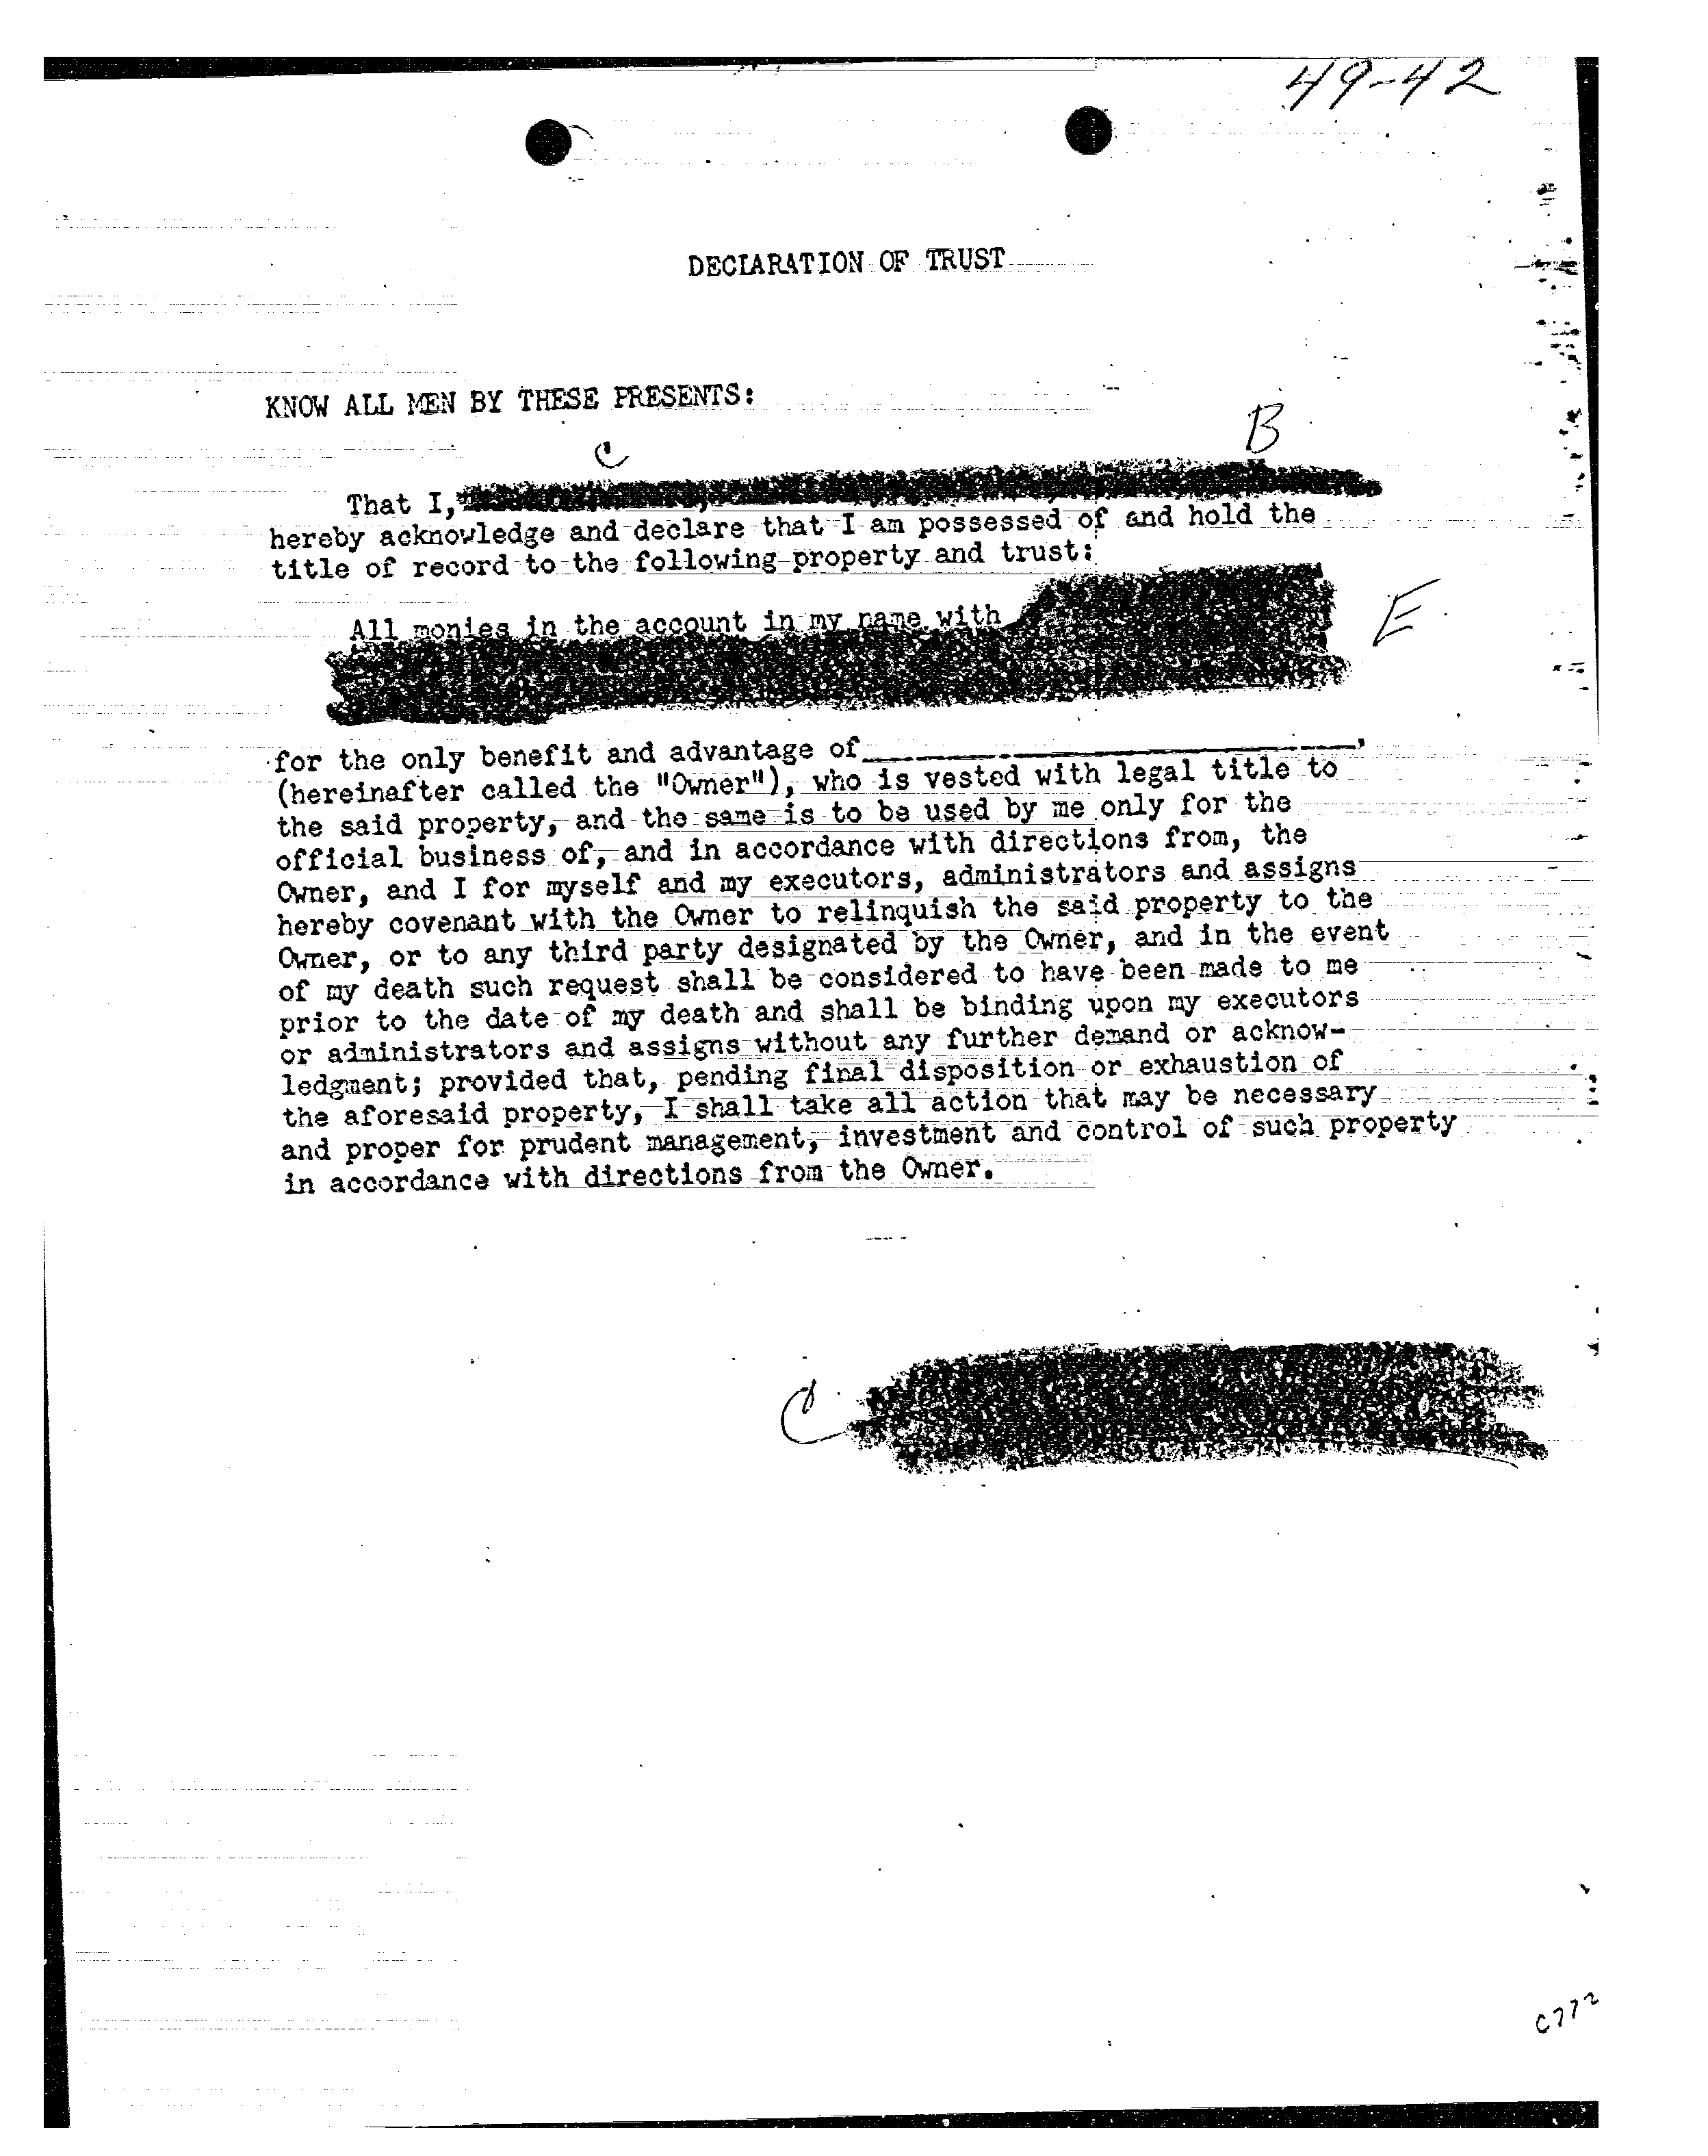 49-42
DECLARATION OF TRUST
KNOW ALL MEN BY THESE PRESENTS:
C
B
That I,
hereby acknowledge and declare that I am possessed of and hold the
title of record to the following property and trust:
All monies in the account in my name with
E
for the only benefit and advantage of ,
(hereinafter called the "Owner"), who is vested with legal title to
the said property, and the same is to be used by me only for the
official business of, and in accordance with directions from, the
Owner, and I for myself and my executors, administrators and assigns
hereby covenant with the Owner to relinquish the said property to the
Owner, or to any third party designated by the Owner, and in the event
of my death such request shall be considered to have been made to me
prior to the date of my death and shall be binding upon my executors
or administrators and assigns without any further demand or acknow-
ledgment; provided that, pending final disposition or exhaustion of
the aforesaid property, I shall take all action that may be necessary
and proper for prudent management, investment and control of such property
in accordance with directions from the Owner.
C
C772